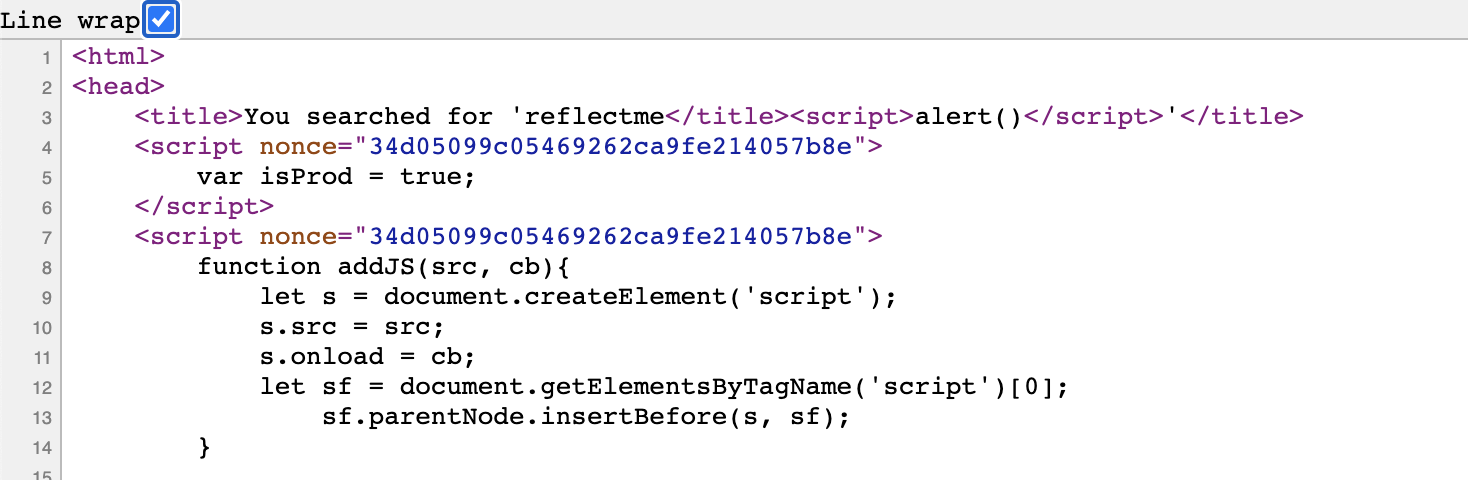 Line wrap
1 <html>
2 <head>
3 <title>You searched for 'reflectme</title><script>alert()</script>'</title>
4 <script nonce="34d05099c05469262ca9fe214057b8e">
5 var isProd = true;
6 </script>
7 <script nonce="34d05099c05469262ca9fe214057b8e">
8 function addJS(src, cb){
9 let s = document.createElement('script');
10 s.src = src;
11 s.onload = cb;
12 let sf = document.getElementsByTagName('script')[0];
13 sf.parentNode.insertBefore(s, sf);
14 }
15